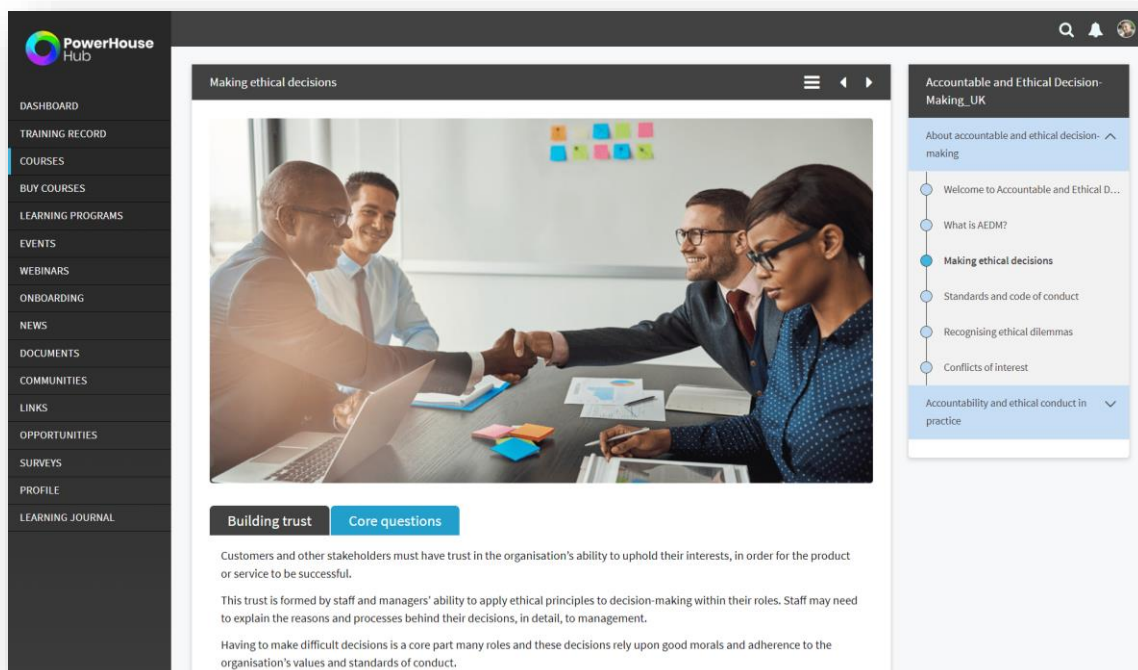 PowerHouse
Hub
DASHBOARD
TRAINING RECORD
COURSES
BUY COURSES
LEARNING PROGRAMS
EVENTS
WEBINARS
ONBOARDING
NEWS
DOCUMENTS
COMMUNITIES
LINKS
OPPORTUNITIES
SURVEYS
PROFILE
LEARNING JOURNAL
Making ethical decisions
Building trust
Core questions
Customers and other stakeholders must have trust in the organisation's ability to uphold their interests, in order for the product
or service to be successful.
This trust is formed by staff and managers' ability to apply ethical principles to decision-making within their roles. Staff may need
to explain the reasons and processes behind their decisions, in detail, to management.
Having to make difficult decisions is a core part many roles and these decisions rely upon good morals and adherence to the
organisation's values and standards of conduct.
Accountable and Ethical Decision-
Making_UK
About accountable and ethical decision-
making
Welcome to Accountable and Ethical D...
What is AEDM?
Making ethical decisions
Standards and code of conduct
Recognising ethical dilemmas
Conflicts of interest
Accountability and ethical conduct in
practice